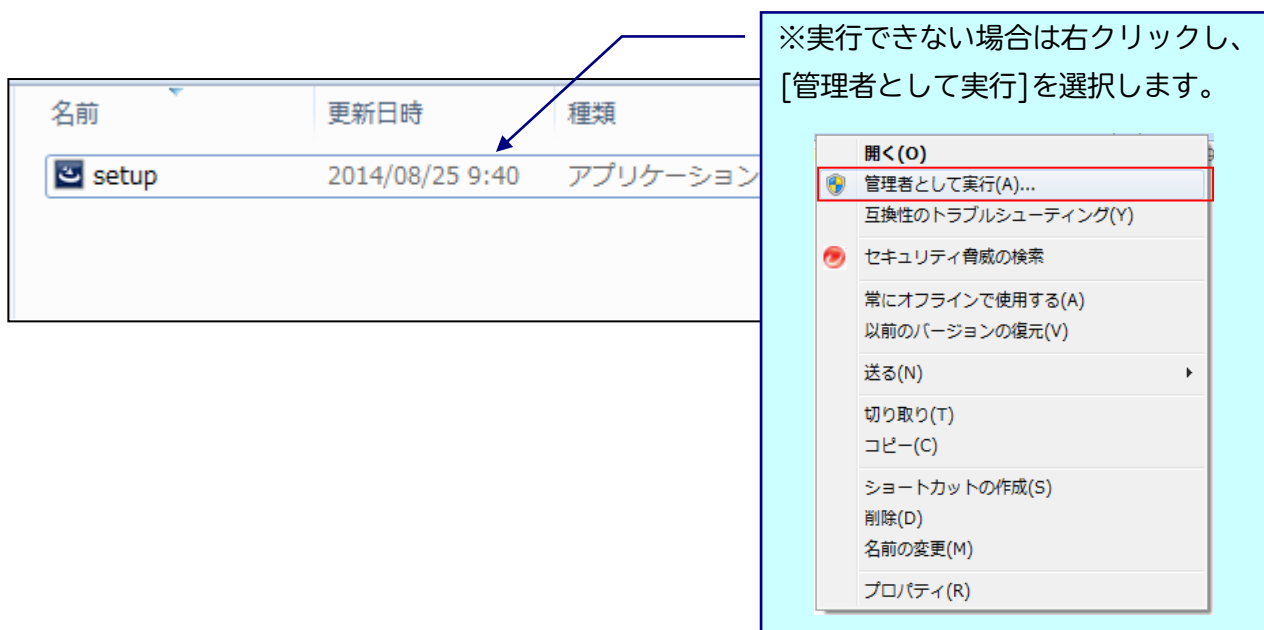 ※実行できない場合は右クリックし、
[管理者として実行]を選択します。
名前 更新日時 種類
setup 2014/08/25 9:40 アプリケーション
開く(O)
管理者として実行(A)...
互換性のトラブルシューティング(Y)
セキュリティ脅威の検索
常にオフラインで使用する(A)
以前のバージョンの復元(V)
送る(N)
切り取り(T)
コピー(C)
ショートカットの作成(S)
削除(D)
名前の変更(M)
プロパティ(R)